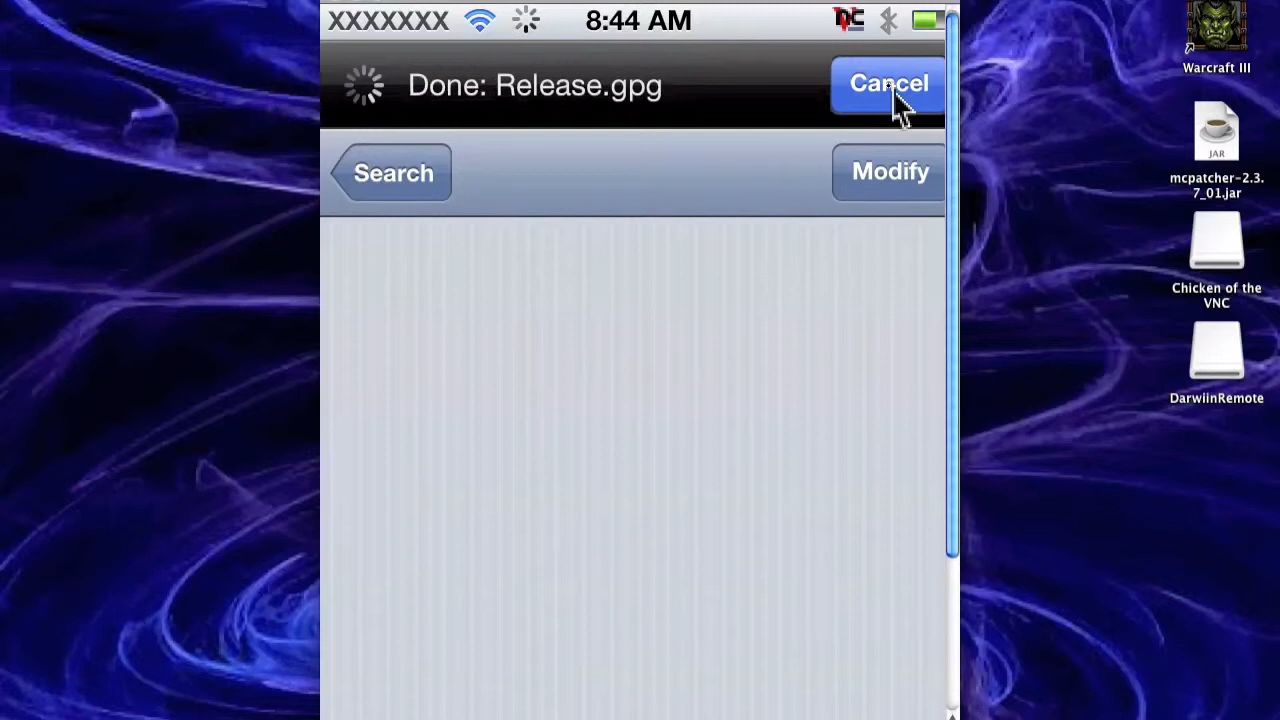 XXXXXXX 8:44 AM
Done: Release.gpg Cancel
Search Modify
Warcraft III
JAR
mcpatcher-2.3.
7_01.jar
Chicken of the
VNC
DarwiinRemote